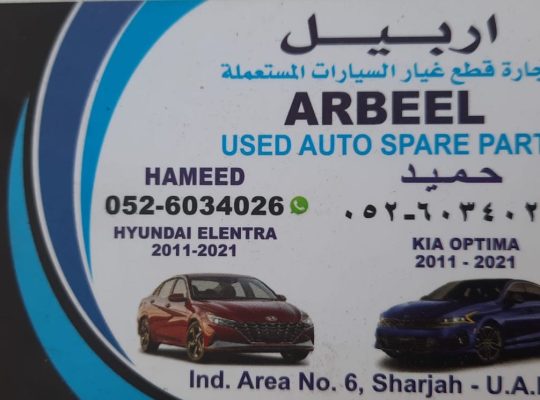 اربيل
تجارة قطع غيار السيارات المستعملة
ARBEEL
USED AUTO SPARE PART
HAMEED
حميد
052-6034026
٠٥٢-٦٠٣٤٠٢
HYUNDAI ELENTRA
2011-2021
KIA OPTIMA
2011 - 2021
Ind. Area No. 6, Sharjah - U.A.